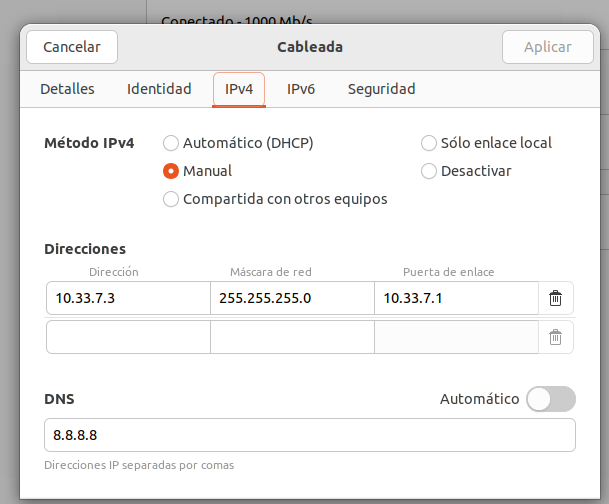 Conectado - 1000 Mb/s
Cancelar Cableada Aplicar
Detalles Identidad IPv4 IPv6 Seguridad
Método IPv4 Automático (DHCP) Sólo enlace local
Manual Desactivar
Compartida con otros equipos
Direcciones
Dirección Máscara de red Puerta de enlace
10.33.7.3 255.255.255.0 10.33.7.1
DNS Automático
8.8.8.8
Direcciones IP separadas por comas